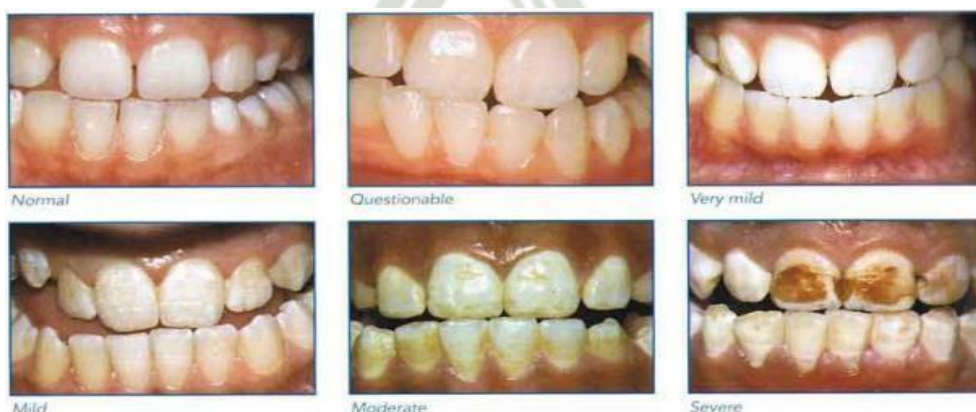 Normal
Questionable
Very mild
Mild
Moderate
Severe